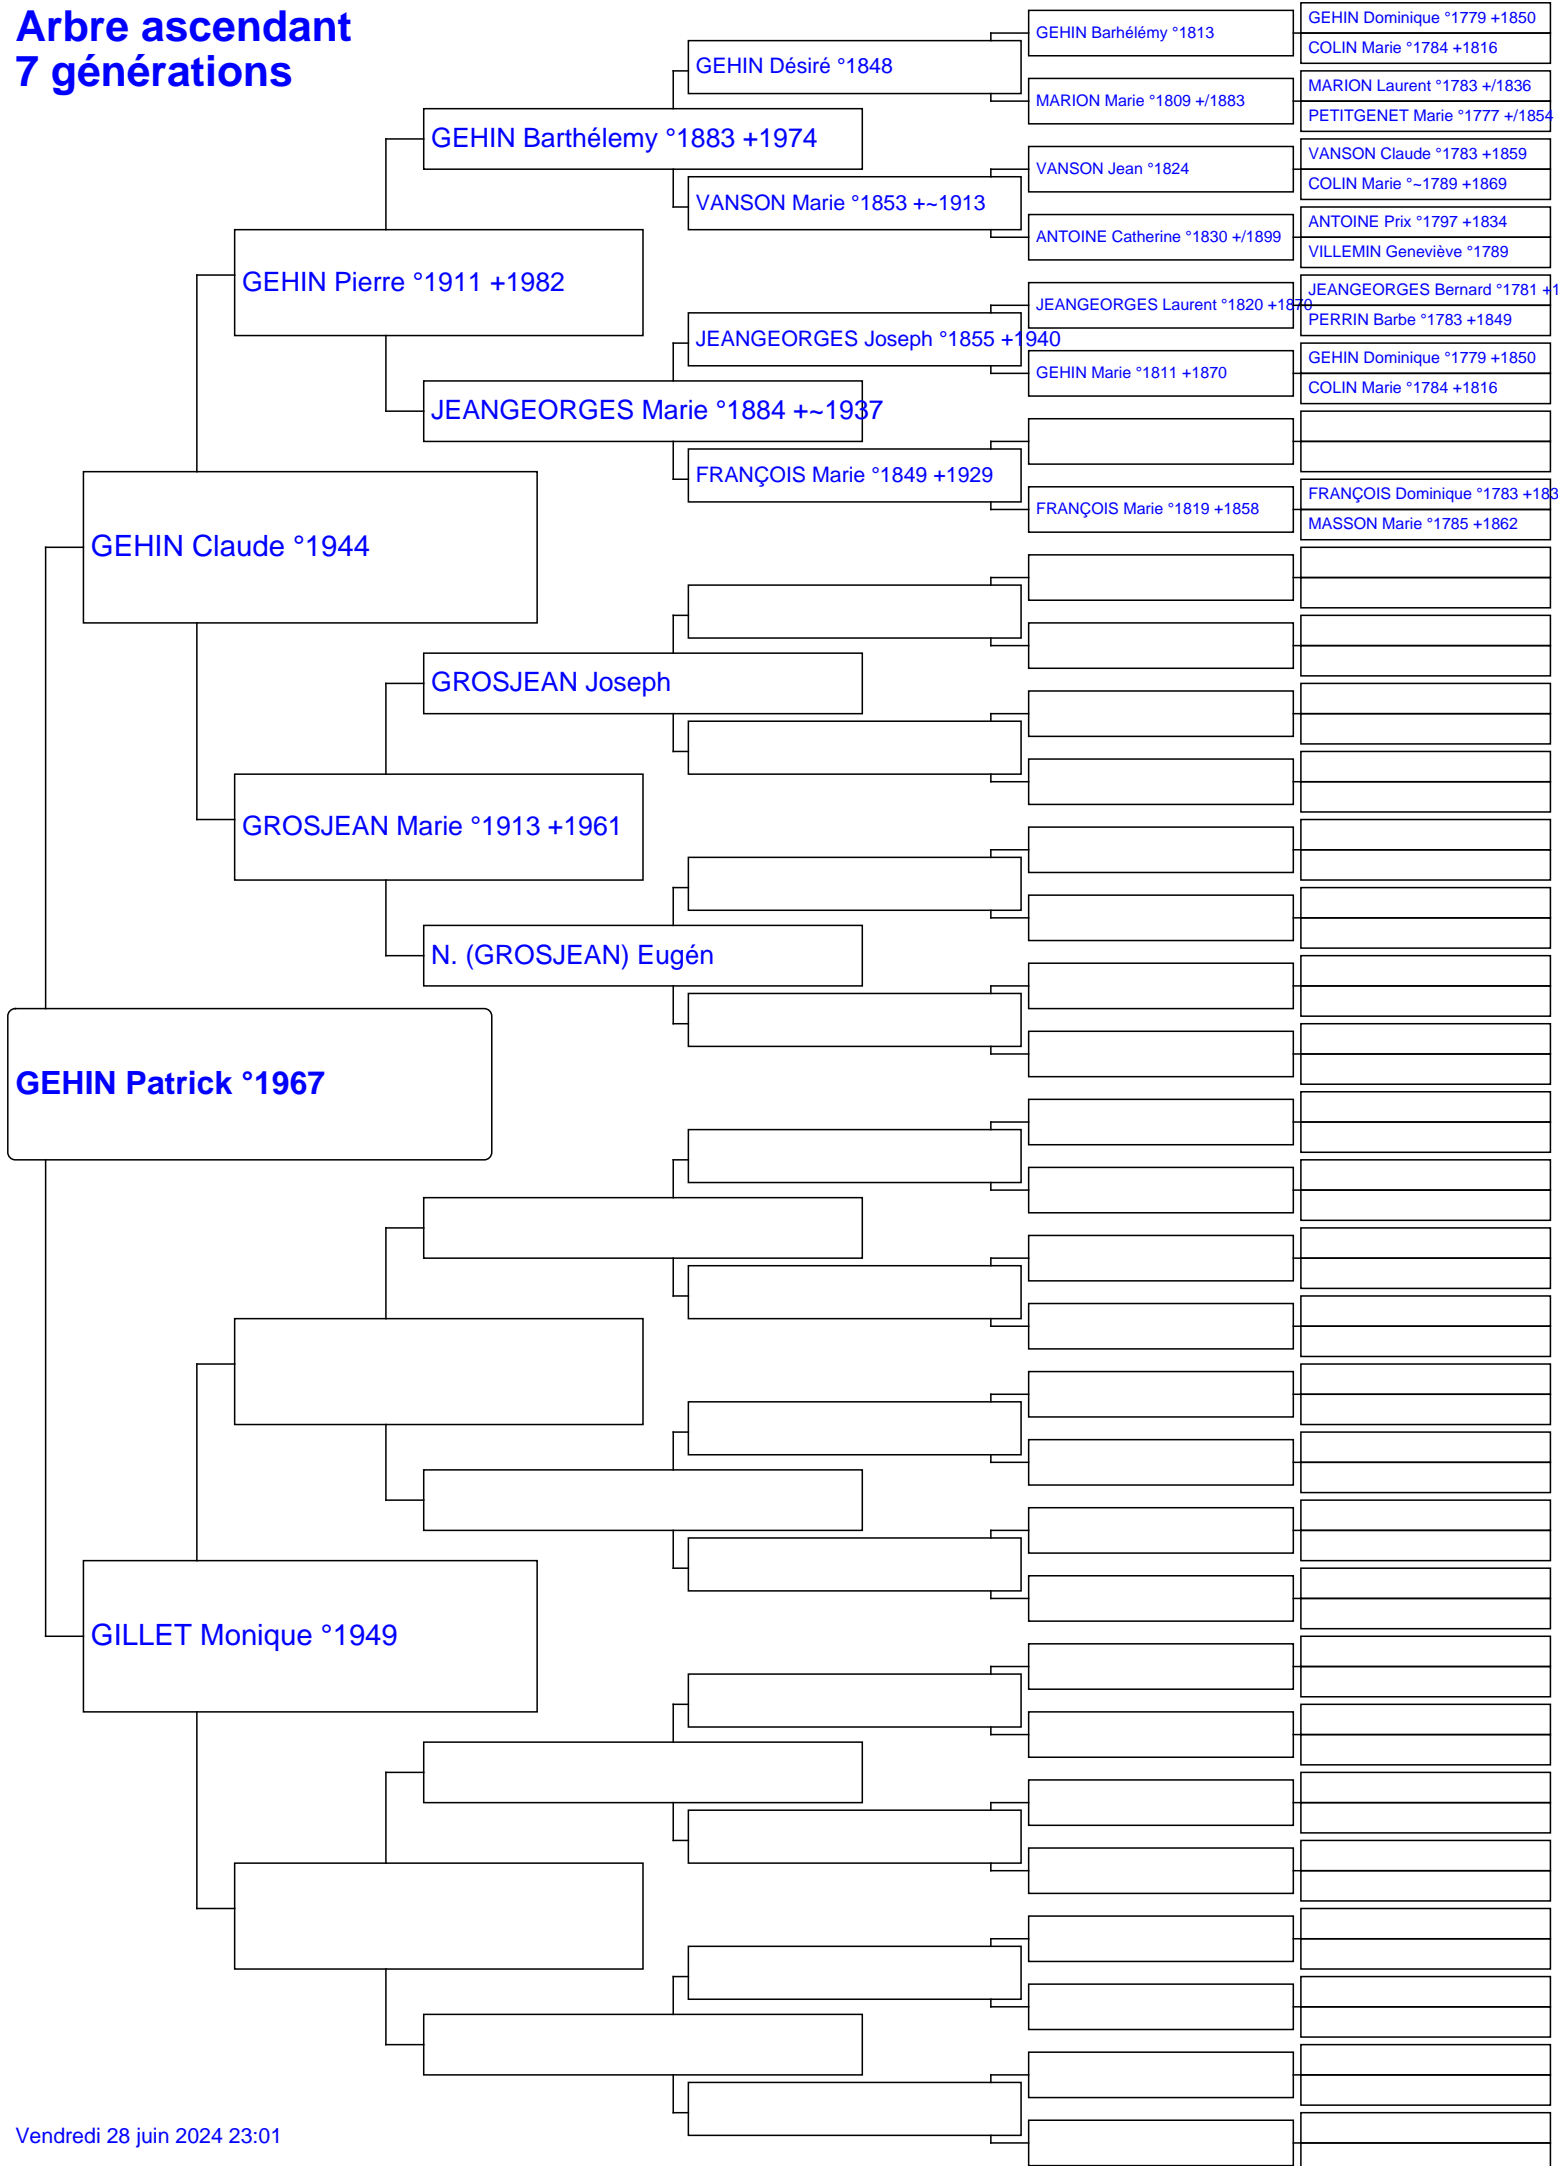 Arbre ascendant
7 générations
GEHIN Patrick °1967
GEHIN Claude °1944
GILLET Monique °1949
GEHIN Pierre °1911 +1982
GROSJEAN Marie °1913 +1961
GEHIN Barthélemy °1883 +1974
JEANGEORGES Marie °1884 +~1937
GROSJEAN Joseph
N. (GROSJEAN) Eugén
GEHIN Désiré °1848
VANSON Marie °1853 +~1913
JEANGEORGES Joseph °1855 +1940
FRANÇOIS Marie °1849 +1929
GEHIN Barhélémy °1813
MARION Marie °1809 +/1883
VANSON Jean °1824
ANTOINE Catherine °1830 +/1899
JEANGEORGES Laurent °1820 +1870
GEHIN Marie °1811 +1870
FRANÇOIS Marie °1819 +1858
GEHIN Dominique °1779 +1850
COLIN Marie °1784 +1816
MARION Laurent °1783 +/1836
PETITGENET Marie °1777 +/1854
VANSON Claude °1783 +1859
COLIN Marie °~1789 +1869
ANTOINE Prix °1797 +1834
VILLEMIN Geneviève °1789
JEANGEORGES Bernard °1781 +1
PERRIN Barbe °1783 +1849
GEHIN Dominique °1779 +1850
COLIN Marie °1784 +1816
FRANÇOIS Dominique °1783 +183
MASSON Marie °1785 +1862
Vendredi 28 juin 2024 23:01